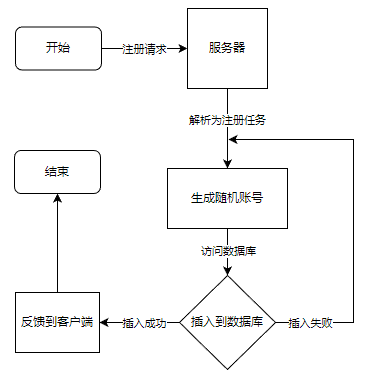 开始
注册请求
服务器
解析为注册任务
结束
生成随机账号
访问数据库
反馈到客户端
插入成功
插入到数据库
插入失败